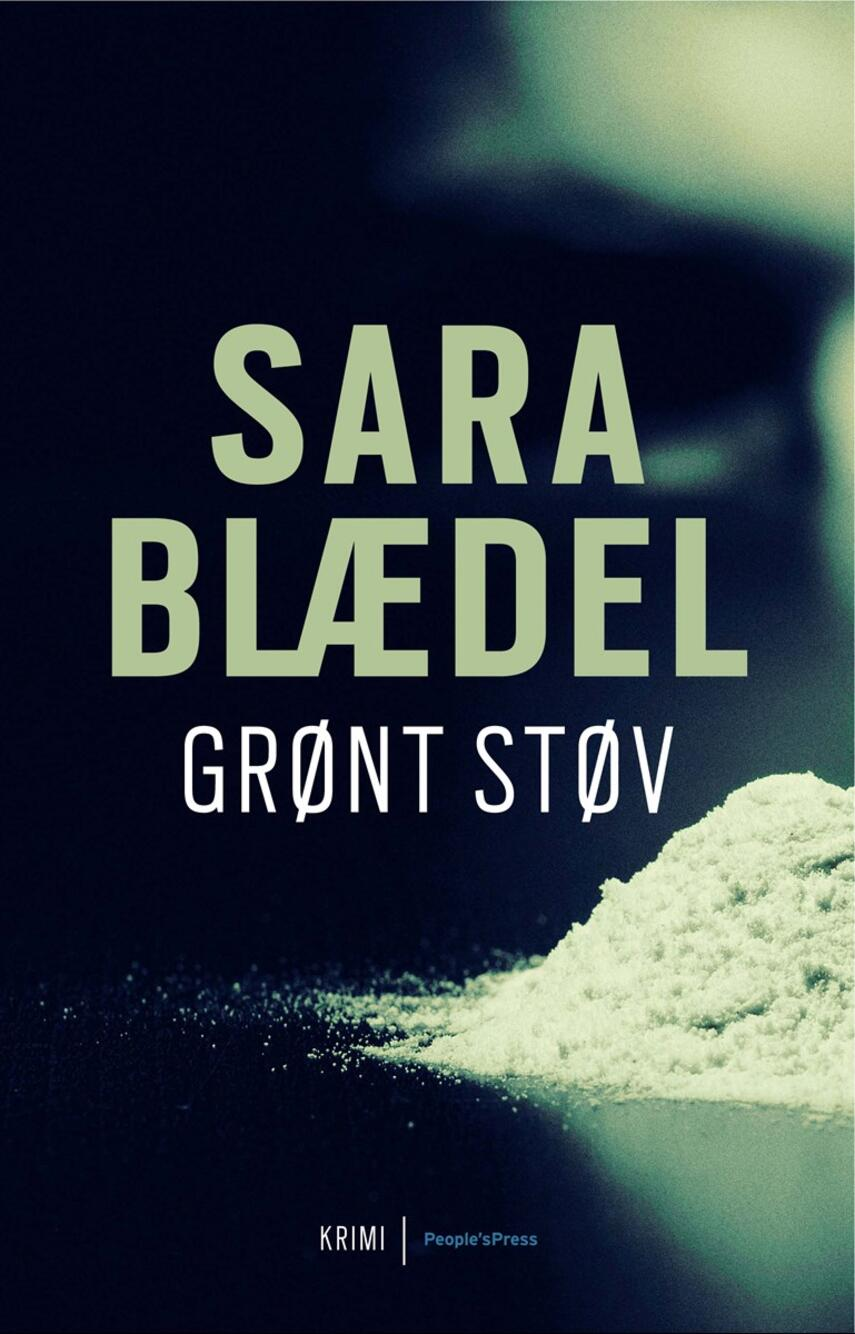 SARA
BLÆDEL
GRØNT STØV
KRIMI | People'sPress